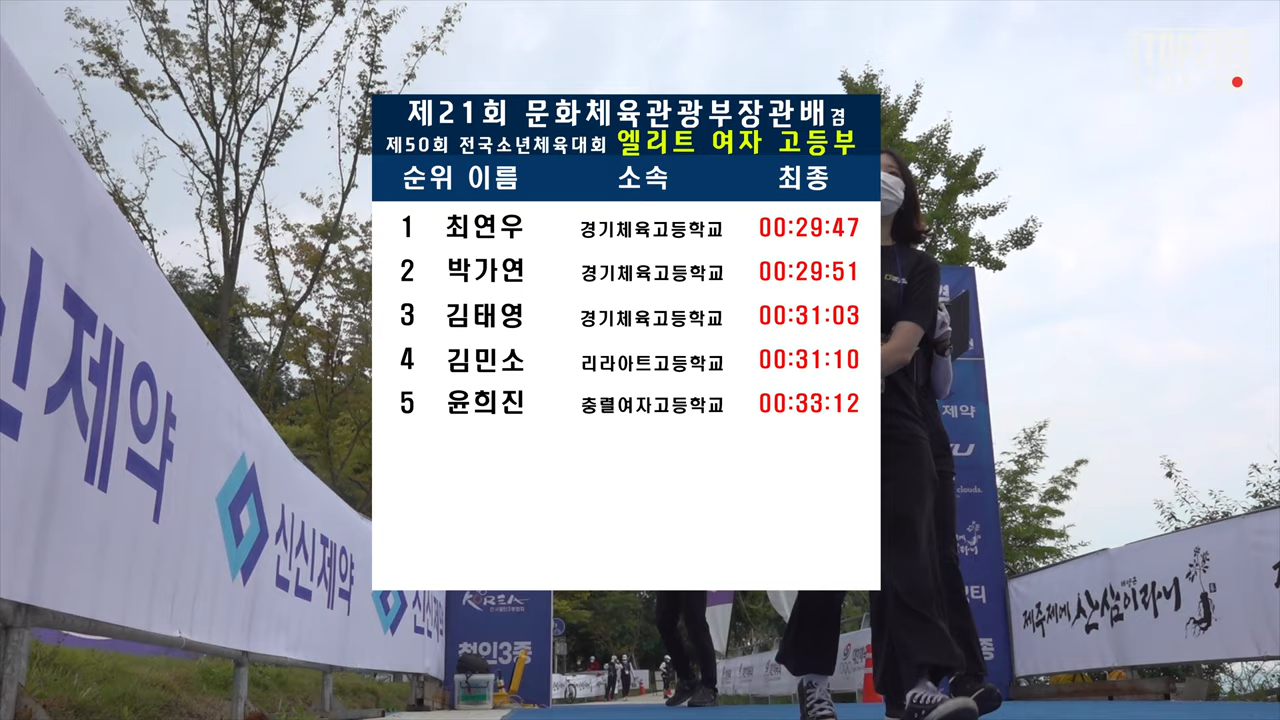 제21회 문화체육관광부장관배겸
제50회 전국소년체육대회 엘리트 여자 고등부
순위 이름 소속 최종
1 최연우 경기체육고등학교 00:29:47
2 박가연 경기체육고등학교 00:29:51
3 김태영 경기체육고등학교 00:31:03
4 김민소 리라아트고등학교 00:31:10
5 윤희진 충렬여자고등학교 00:33:12
신제약
신신제약
신신
제약
clouds.
KOREA
철인3종
제주제게 산삼이라니